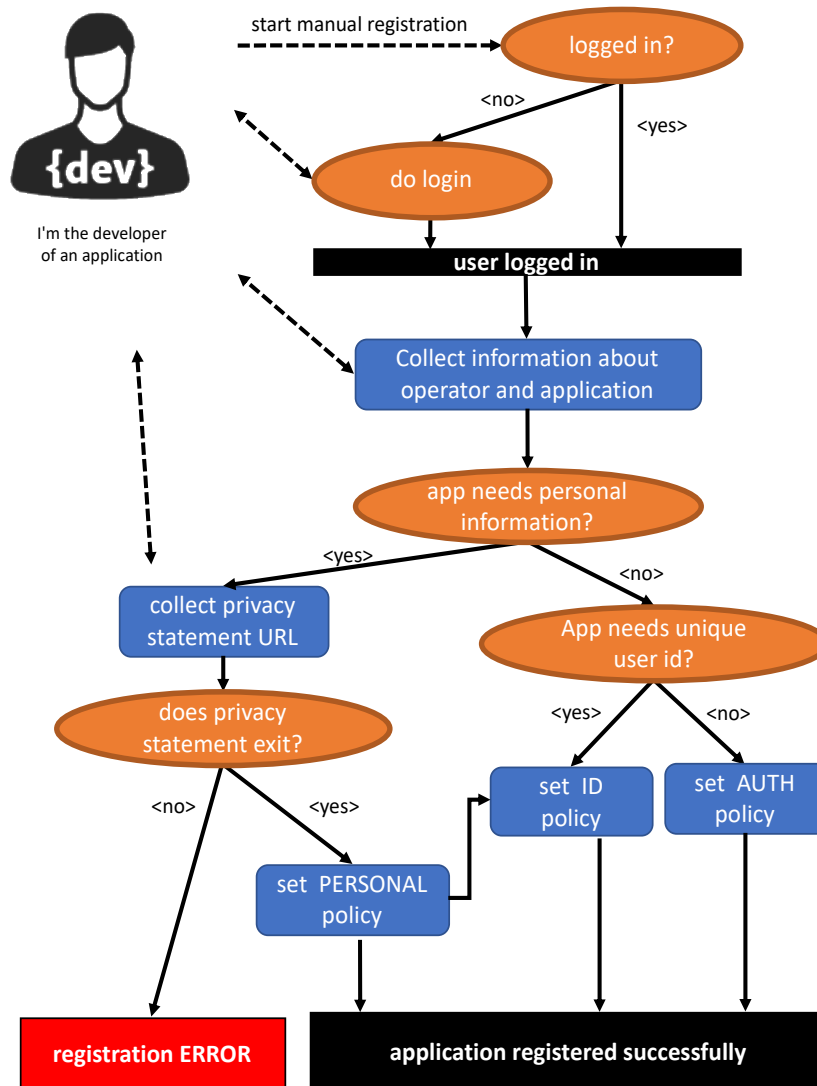 start manual registration
logged in?
<no>
<yes>
{dev}
do login
I'm the developer
of an application
user logged in
Collect information about
operator and application
app needs personal
information?
<yes>
<no>
collect privacy
statement URL
App needs unique
user id?
does privacy
statement exit?
<yes>
<no>
set  ID
policy
set  AUTH
policy
<no>
<yes>
set  PERSONAL
policy
registration ERROR
application registered successfully